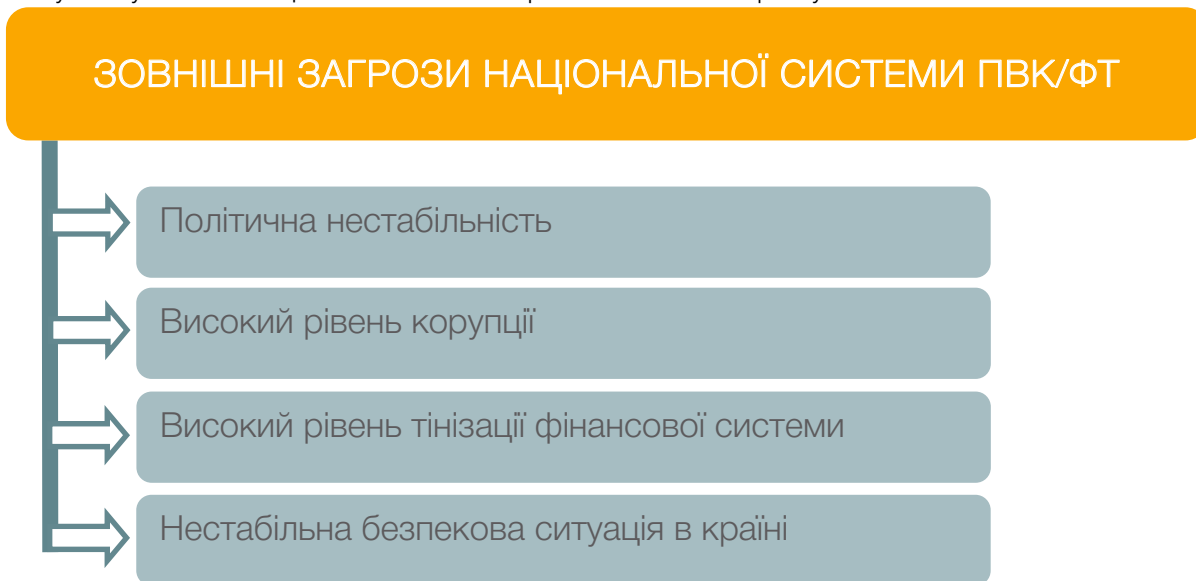 ЗОВНІШНІ ЗАГРОЗИ НАЦІОНАЛЬНОЇ СИСТЕМИ ПВК/ФТ
Політична нестабільність
Високий рівень корупції
Високий рівень тінізації фінансової системи
Нестабільна безпекова ситуація в країні